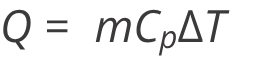 Q = mCpΔT